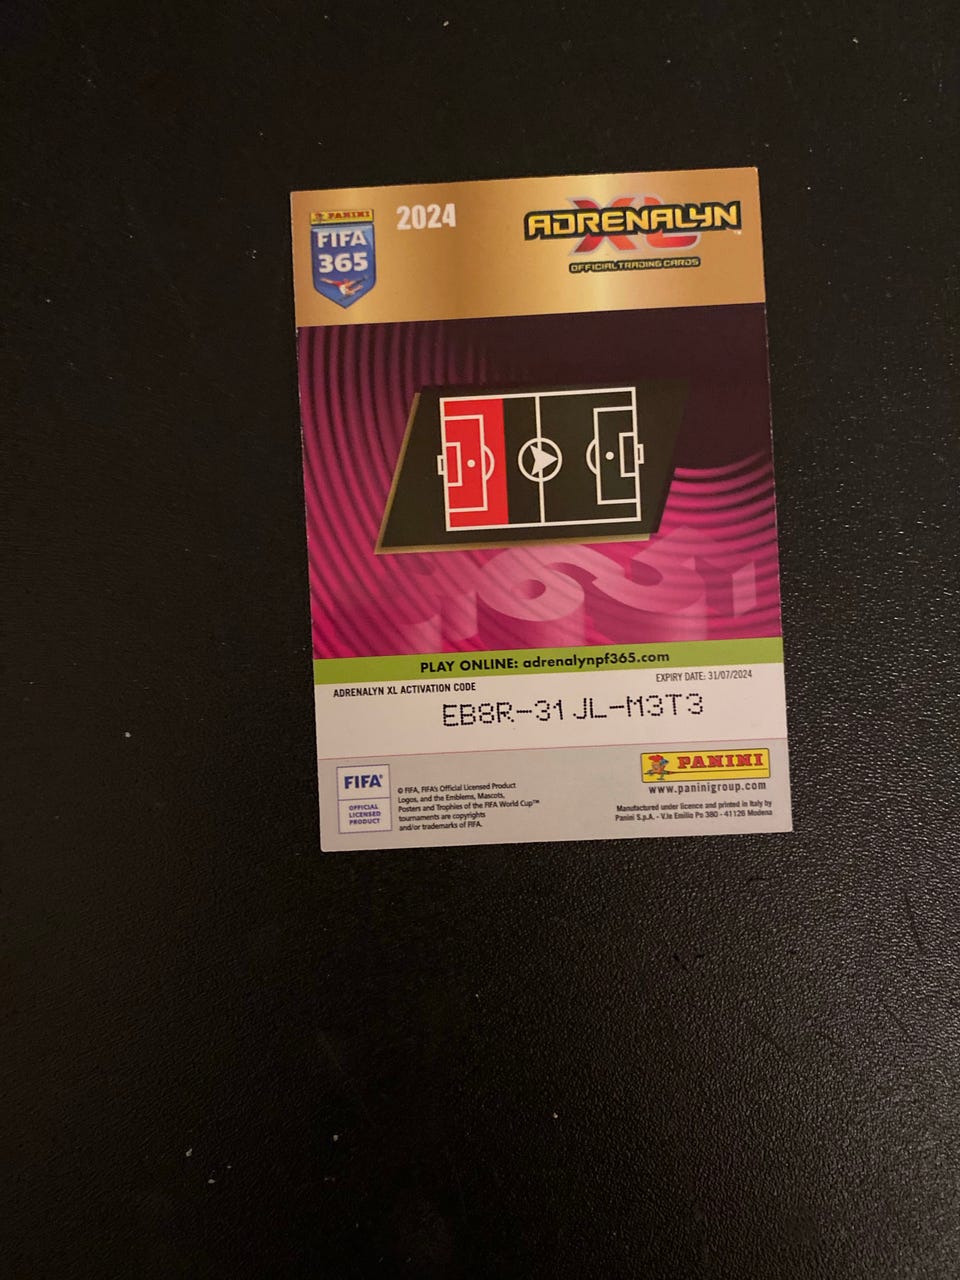 PANINI
FIFA
365
2024
ADRENALYN
XL
OFFICIAL TRADING CARDS
PLAY ONLINE: adrenalynpf365.com
ADRENALYN XL ACTIVATION CODE
EXPIRY DATE: 31/07/2024
EB8R-31JL-M3T3
FIFA®
OFFICIAL
LICENSED
PRODUCT
© FIFA, FIFA's Official Licensed Product
Logos, and the Emblems, Mascots,
Posters and Trophies of the FIFA World Cup™
tournaments are copyrights
and/or trademarks of FIFA.
PANINI
www.paninigroup.com
Manufactured under licence and printed in Italy by
Panini S.p.A. - V.le Emilio Po 380 - 41126 Modena